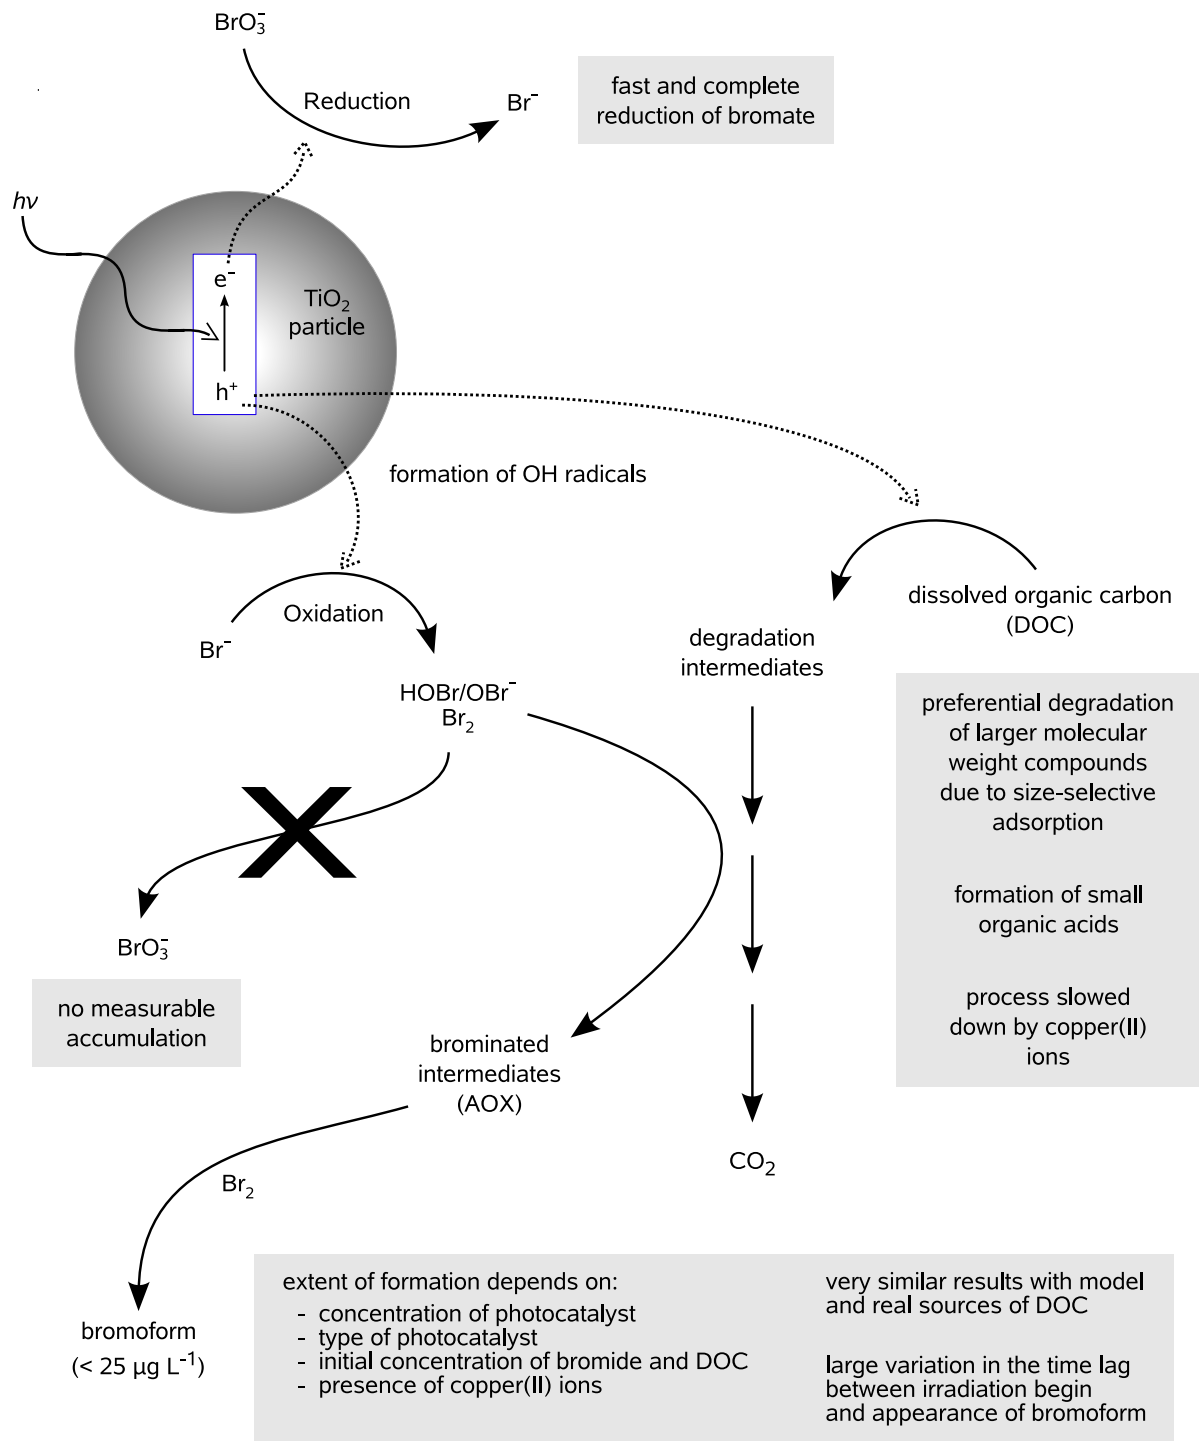 BrO₃⁻
Reduction
Br⁻
fast and complete
reduction of bromate
hν
e⁻
TiO₂
particle
h⁺
formation of OH radicals
Oxidation
Br⁻
HOBr/OBr⁻
Br₂
dissolved organic carbon
(DOC)
degradation
intermediates
preferential degradation
of larger molecular
weight compounds
due to size-selective
adsorption
formation of small
organic acids
process slowed
down by copper(II)
ions
BrO₃⁻
no measurable
accumulation
brominated
intermediates
(AOX)
CO₂
Br₂
bromoform
(< 25 µg L⁻¹)
extent of formation depends on:
- concentration of photocatalyst
- type of photocatalyst
- initial concentration of bromide and DOC
- presence of copper(II) ions
very similar results with model
and real sources of DOC
large variation in the time lag
between irradiation begin
and appearance of bromoform